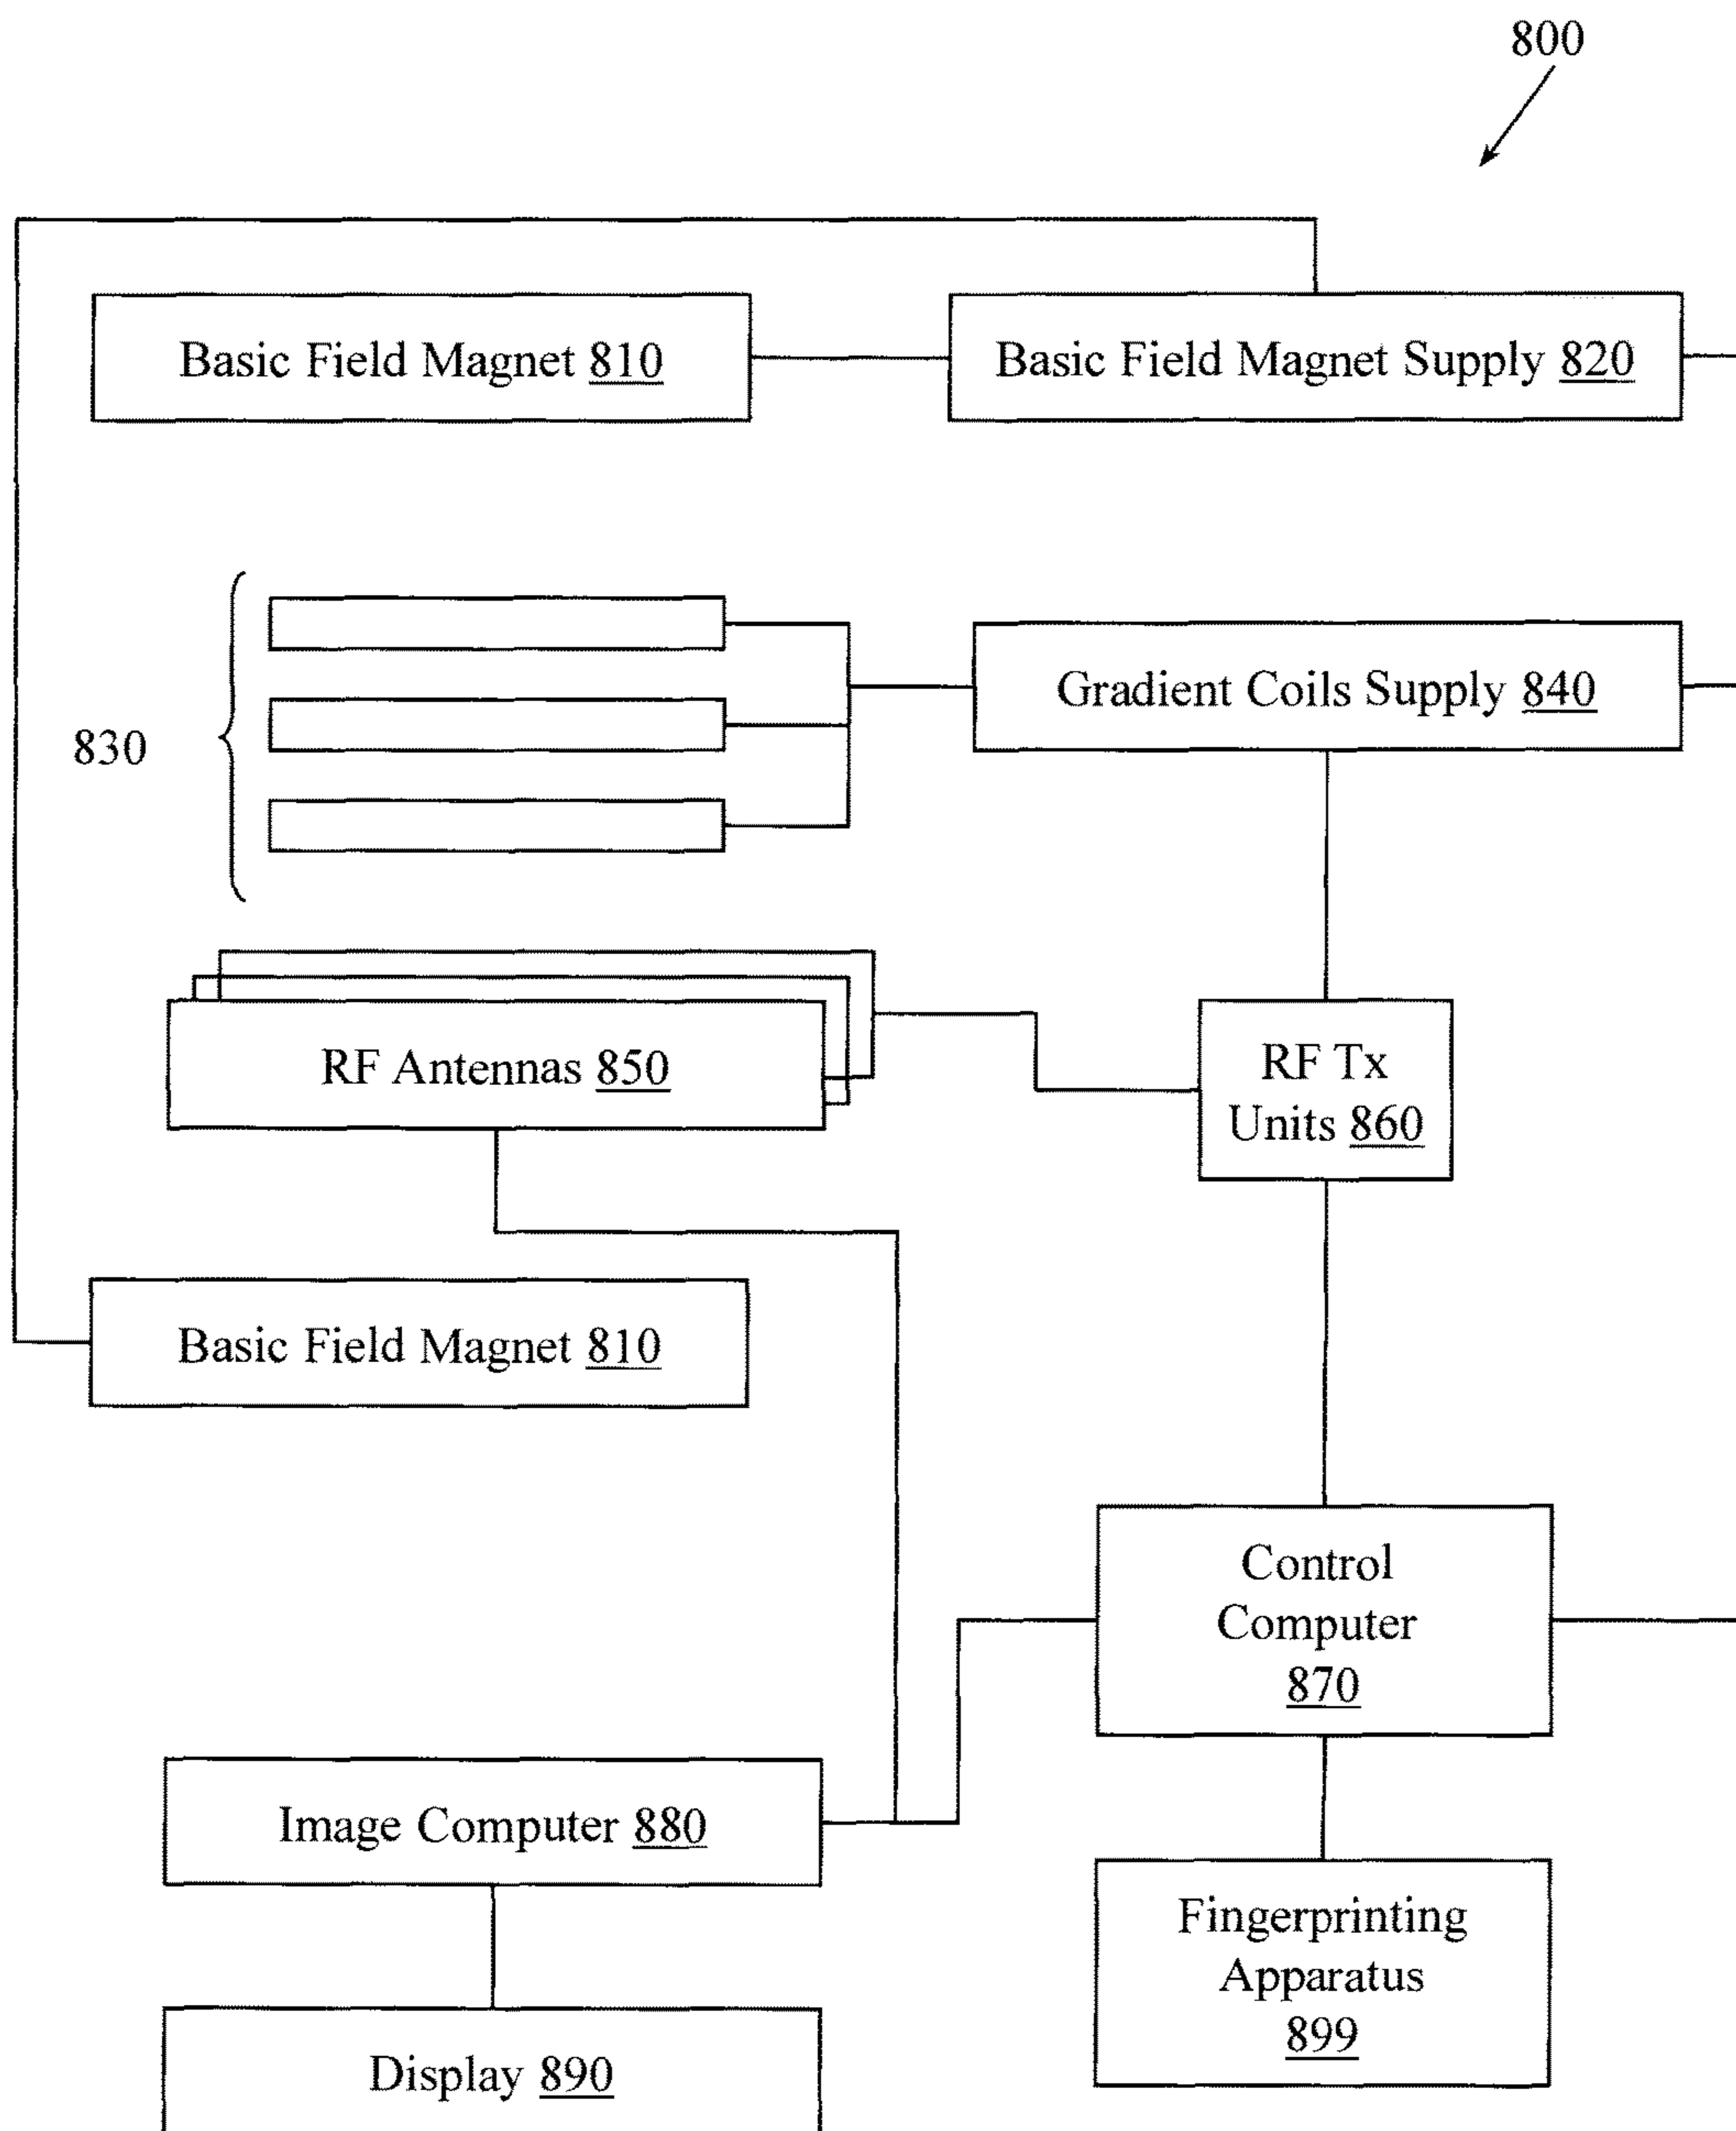 800
Basic Field Magnet 810
Basic Field Magnet Supply 820
830
Gradient Coils Supply 840
RF Antennas 850
RF Tx
Units 860
Basic Field Magnet 810
Control
Computer
870
Image Computer 880
Fingerprinting
Apparatus
899
Display 890